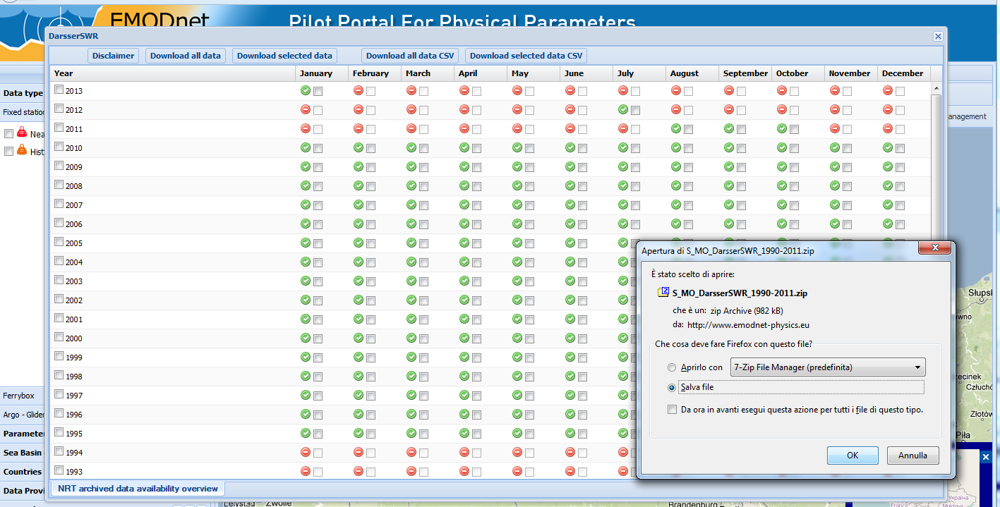 EMODnet
Pilot Portal For Physical Parameters
DarsserSWR
Disclaimer Download all data Download selected data Download all data CSV Download selected data CSV
Year January February March April May June July August September October November December
2013
2012
2011
2010
2009
2008
2007
2006
2005
2004
2003
2002
2001
2000
1999
1998
1997
1996
1995
1994
1993
NRT archived data availability overview
Data type
Fixed station
Nea
Hist
Ferrybox
Argo - Glider
Parameter
Sea Basin
Countries
Data Provi
anagement
Apertura di S_MO_DarsserSWR_1990-2011.zip
È stato scelto di aprire:
S_MO_DarsserSWR_1990-2011.zip
che è un: zip Archive (982 kB)
da: http://www.emodnet-physics.eu
Che cosa deve fare Firefox con questo file?
Aprirlo con 7-Zip File Manager (predefinita)
Salva file
Da ora in avanti esegui questa azione per tutti i file di questo tipo.
OK Annulla
Słupsk
wno
zecinek
Człuchó
Złotów
Piła
Lelystad Zwolle
Brandenburg
France
Україна
Moldova